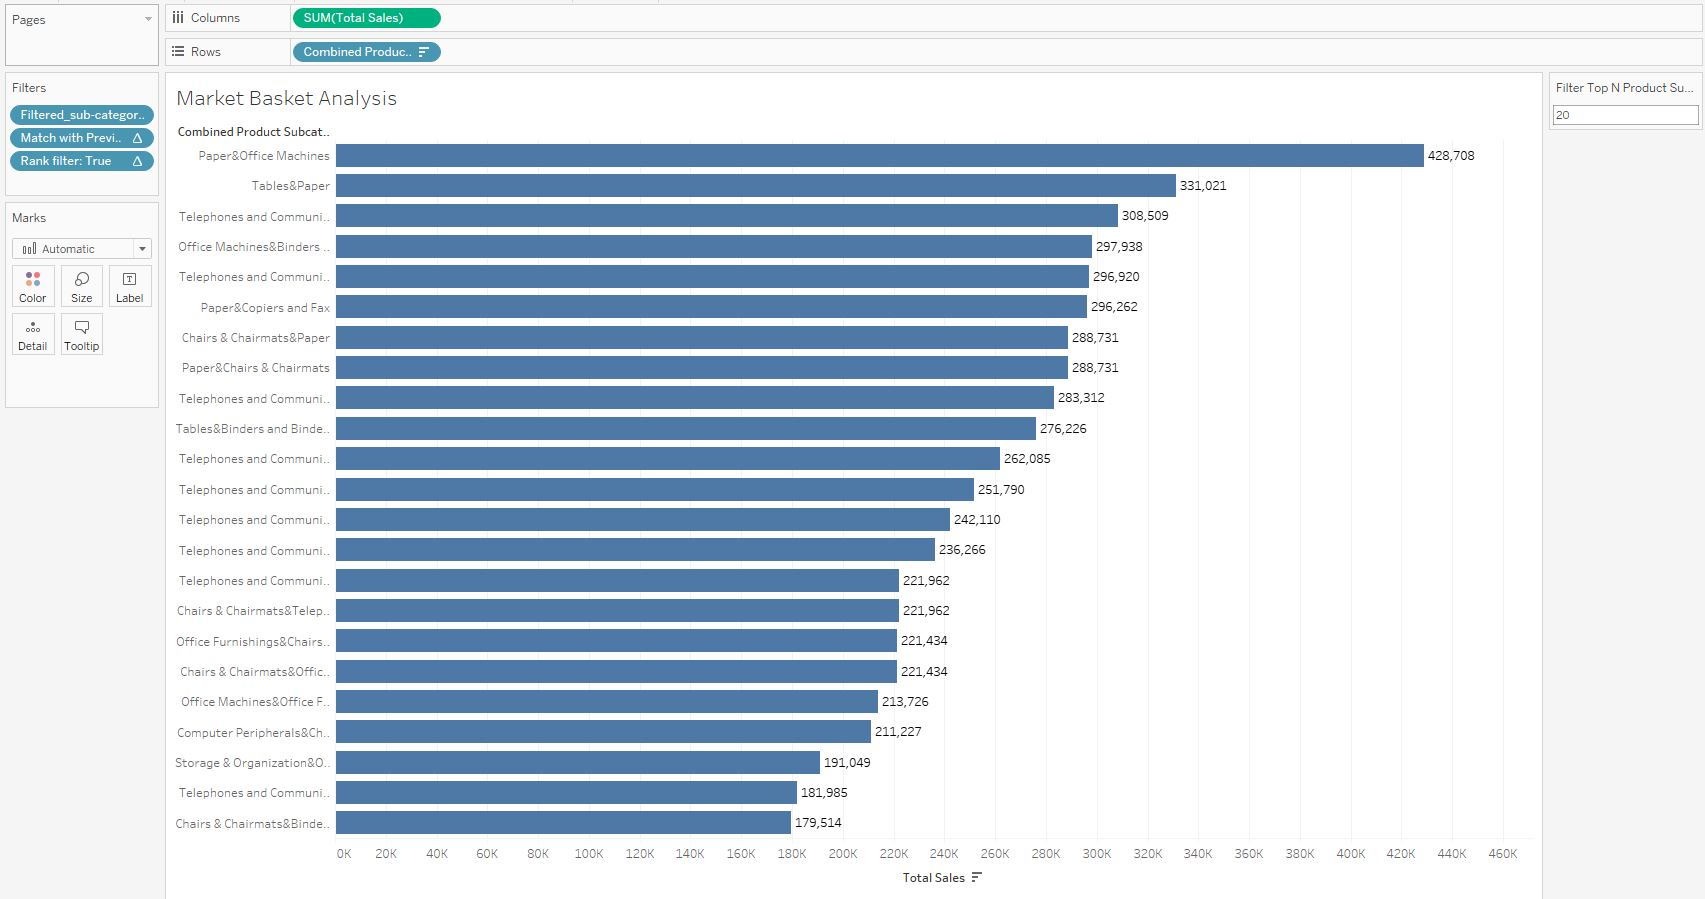 Pages
Columns
SUM(Total Sales)
Rows
Combined Produc..
Filters
Filtered_sub-categor..
Match with Previ..
Rank filter: True
Marks
Automatic
Color
Size
Label
Detail
Tooltip
Market Basket Analysis
Combined Product Subcat..
Paper&Office Machines 428,708
Tables&Paper 331,021
Telephones and Communi.. 308,509
Office Machines&Binders .. 297,938
Telephones and Communi.. 296,920
Paper&Copiers and Fax 296,262
Chairs & Chairmats&Paper 288,731
Paper&Chairs & Chairmats 288,731
Telephones and Communi.. 283,312
Tables&Binders and Binde.. 276,226
Telephones and Communi.. 262,085
Telephones and Communi.. 251,790
Telephones and Communi.. 242,110
Telephones and Communi.. 236,266
Telephones and Communi.. 221,962
Chairs & Chairmats&Telep.. 221,962
Office Furnishings&Chairs.. 221,434
Chairs & Chairmats&Offic.. 221,434
Office Machines&Office F.. 213,726
Computer Peripherals&Ch.. 211,227
Storage & Organization&O.. 191,049
Telephones and Communi.. 181,985
Chairs & Chairmats&Binde.. 179,514
0K 20K 40K 60K 80K 100K 120K 140K 160K 180K 200K 220K 240K 260K 280K 300K 320K 340K 360K 380K 400K 420K 440K 460K
Total Sales
Filter Top N Product Su...
20